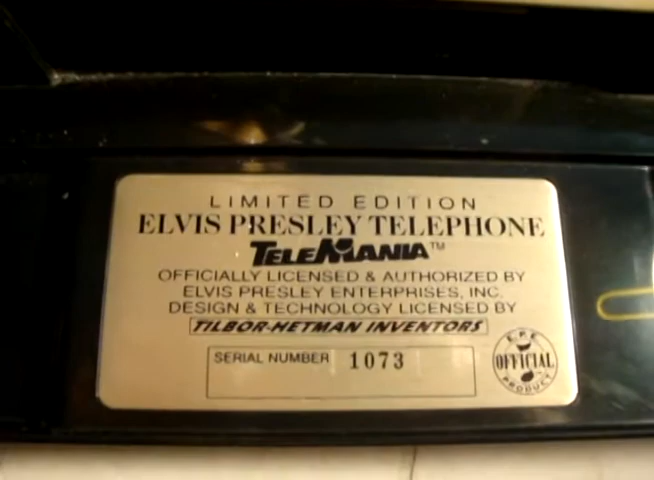 LIMITED EDITION
ELVIS PRESLEY TELEPHONE
TELEMANIA™
OFFICIALLY LICENSED & AUTHORIZED BY
ELVIS PRESLEY ENTERPRISES, INC.
DESIGN & TECHNOLOGY LICENSED BY
TILBOR-HETMAN INVENTORS
SERIAL NUMBER 1073
E.P.E.
OFFICIAL
PRODUCT